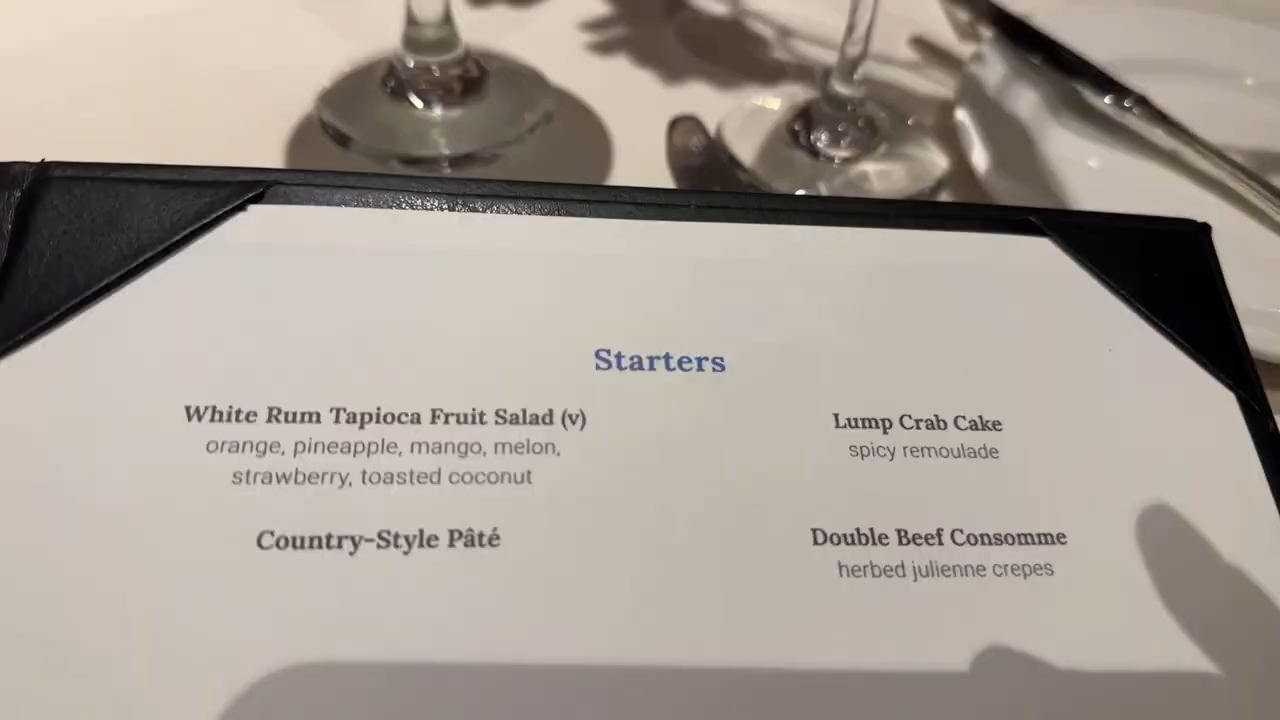 Starters
White Rum Tapioca Fruit Salad (v)
orange, pineapple, mango, melon,
strawberry, toasted coconut
Country-Style Pâté
Lump Crab Cake
spicy remoulade
Double Beef Consomme
herbed julienne crepes